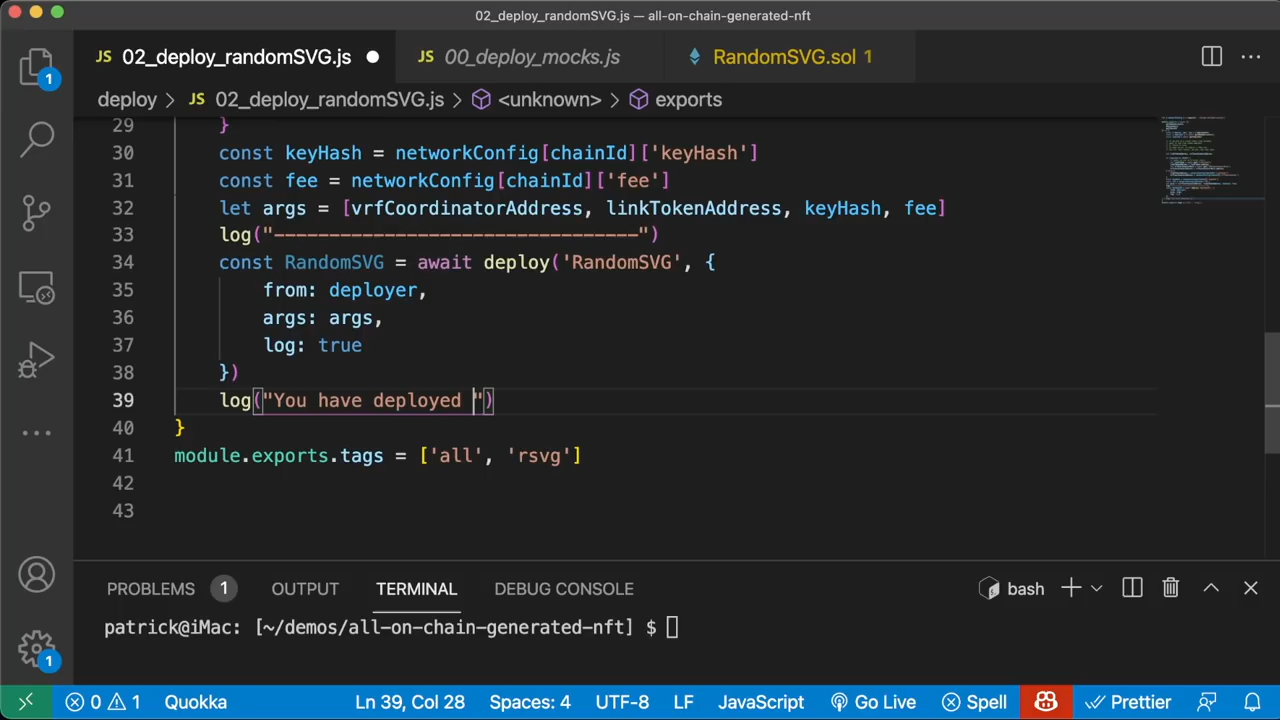 02_deploy_randomSVG.js — all-on-chain-generated-nft
JS 02_deploy_randomSVG.js JS 00_deploy_mocks.js RandomSVG.sol 1
deploy > JS 02_deploy_randomSVG.js > <unknown> > exports
29 }
30 const keyHash = networkConfig[chainId]['keyHash']
31 const fee = networkConfig[chainId]['fee']
32 let args = [vrfCoordinatorAddress, linkTokenAddress, keyHash, fee]
33 log("---------------------------------")
34 const RandomSVG = await deploy('RandomSVG', {
35 from: deployer,
36 args: args,
37 log: true
38 })
39 log("You have deployed ")
40 }
41 module.exports.tags = ['all', 'rsvg']
42
43
PROBLEMS 1 OUTPUT TERMINAL DEBUG CONSOLE bash
patrick@iMac: [~/demos/all-on-chain-generated-nft] $
0 1 Quokka Ln 39, Col 28 Spaces: 4 UTF-8 LF JavaScript Go Live Spell Prettier
1
1